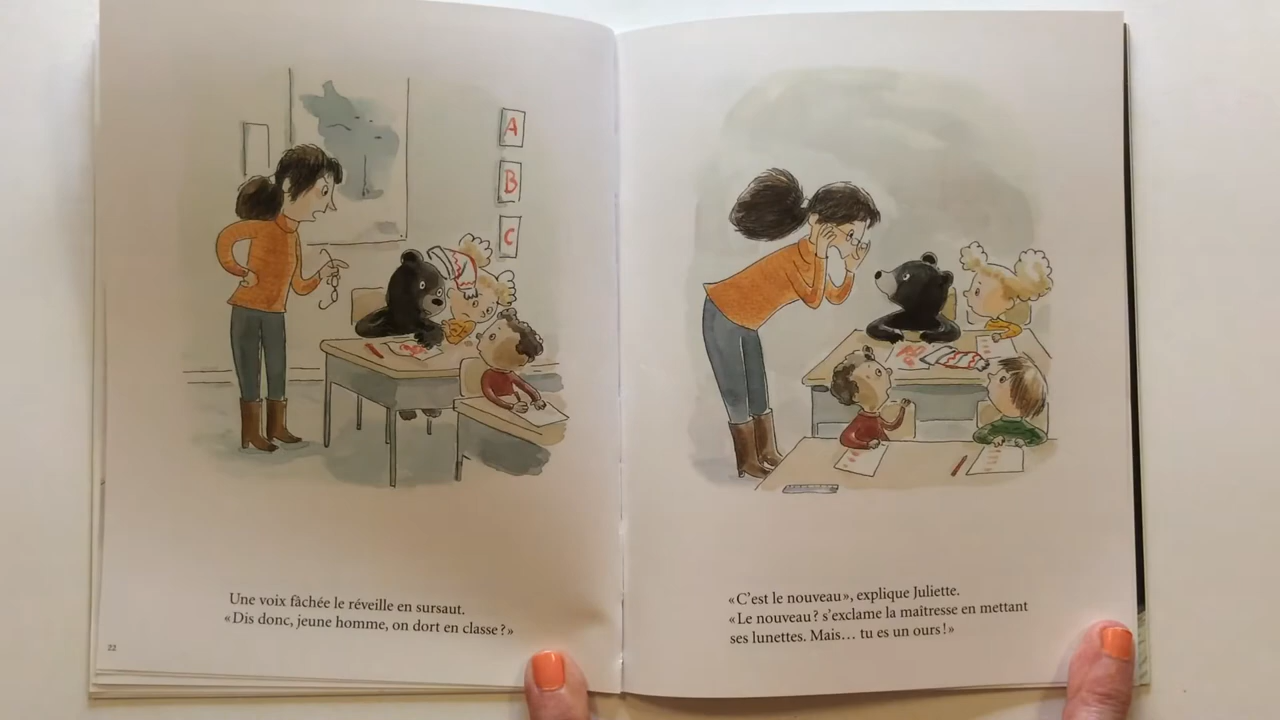 A
B
C
Une voix fâchée le réveille en sursaut.
«Dis donc, jeune homme, on dort en classe?»
22
«C'est le nouveau», explique Juliette.
«Le nouveau? s'exclame la maîtresse en mettant
ses lunettes. Mais… tu es un ours!»